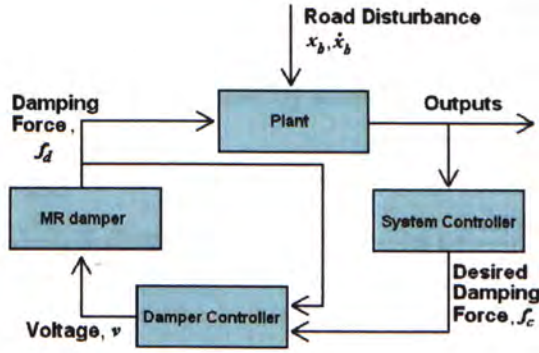 Road Disturbance
x_b, ẋ_b
Damping
Force,
f_d
Plant
Outputs
MR damper
System Controller
Desired
Damping
Force, f_c
Damper Controller
Voltage, v